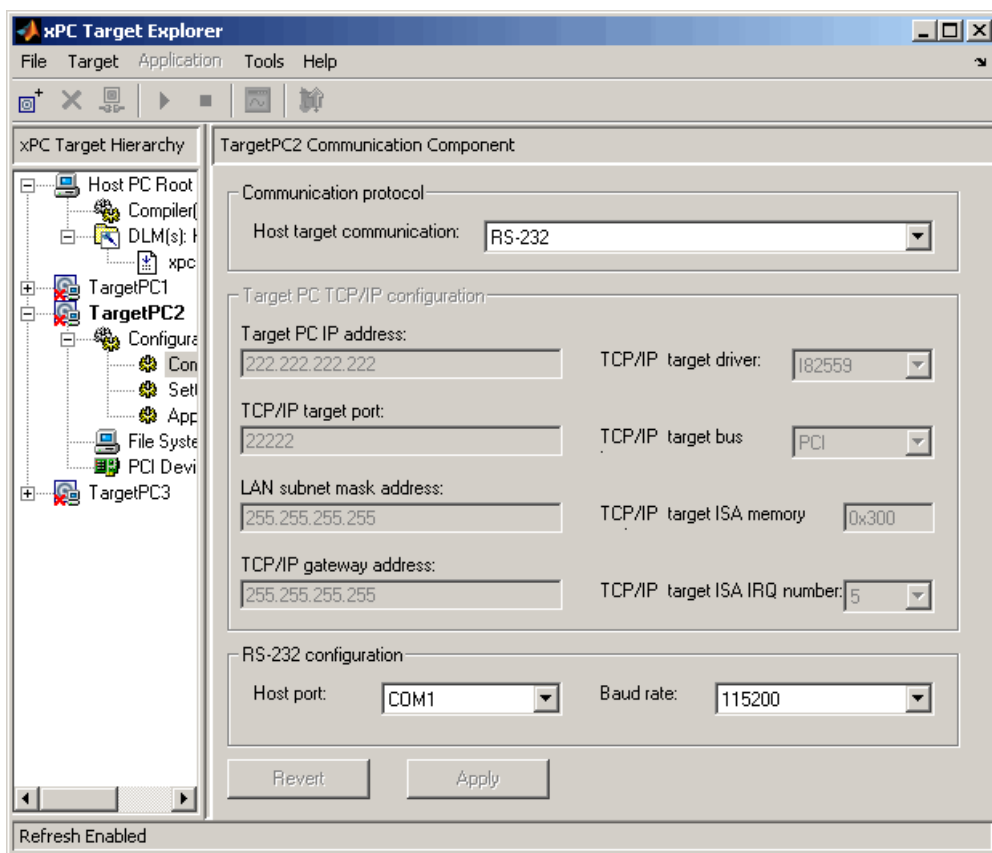 xPC Target Explorer
File Target Application Tools Help
xPC Target Hierarchy
TargetPC2 Communication Component
Host PC Root
Compiler(
DLM(s): H
xpc
TargetPC1
TargetPC2
Configura
Con
Sett
App
File Syste
PCI Devi
TargetPC3
Communication protocol
Host target communication: RS-232
Target PC TCP/IP configuration
Target PC IP address:
222.222.222.222
TCP/IP target driver: I82559
TCP/IP target port:
22222
TCP/IP target bus PCI
LAN subnet mask address:
255.255.255.255
TCP/IP target ISA memory 0x300
TCP/IP gateway address:
255.255.255.255
TCP/IP target ISA IRQ number: 5
RS-232 configuration
Host port: COM1 Baud rate: 115200
Revert Apply
Refresh Enabled